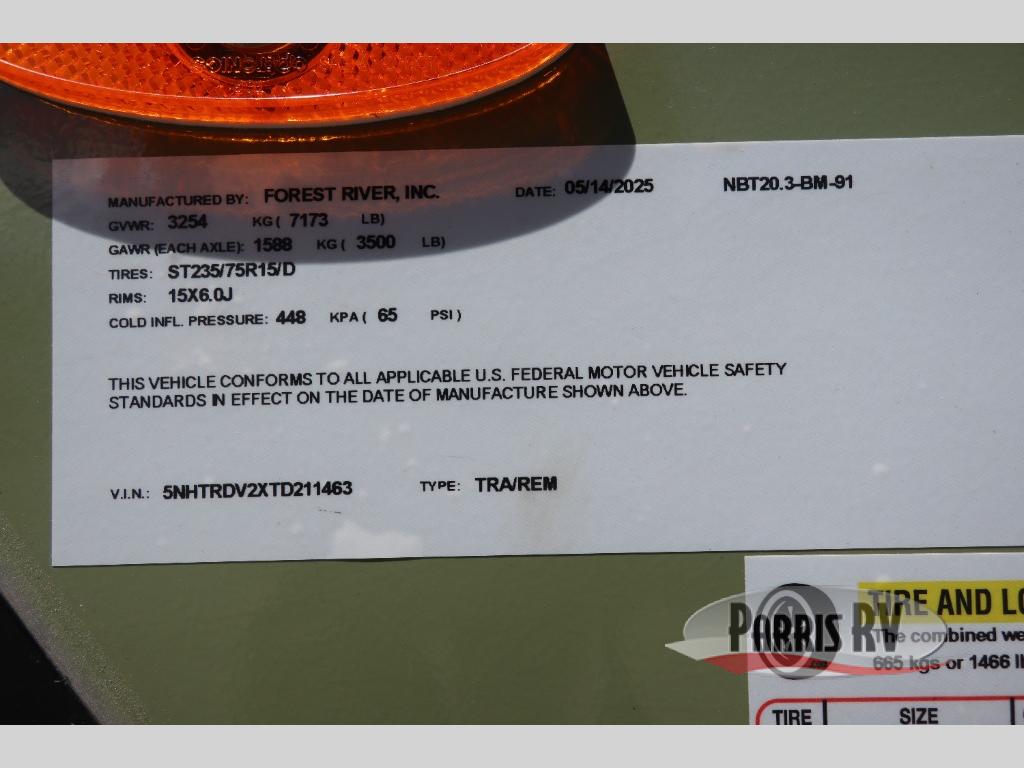 MANUFACTURED BY: FOREST RIVER, INC. DATE: 05/14/2025 NBT20.3-BM-91
GVWR: 3254 KG ( 7173 LB)
GAWR (EACH AXLE): 1588 KG ( 3500 LB)
TIRES: ST235/75R15/D
RIMS: 15X6.0J
COLD INFL. PRESSURE: 448 KPA ( 65 PSI )
THIS VEHICLE CONFORMS TO ALL APPLICABLE U.S. FEDERAL MOTOR VEHICLE SAFETY
STANDARDS IN EFFECT ON THE DATE OF MANUFACTURE SHOWN ABOVE.
V.I.N.: 5NHTRDV2XTD211463 TYPE: TRA/REM
TIRE AND LO
PARRIS RV
The combined we
665 kgs or 1466 lb
TIRE SIZE